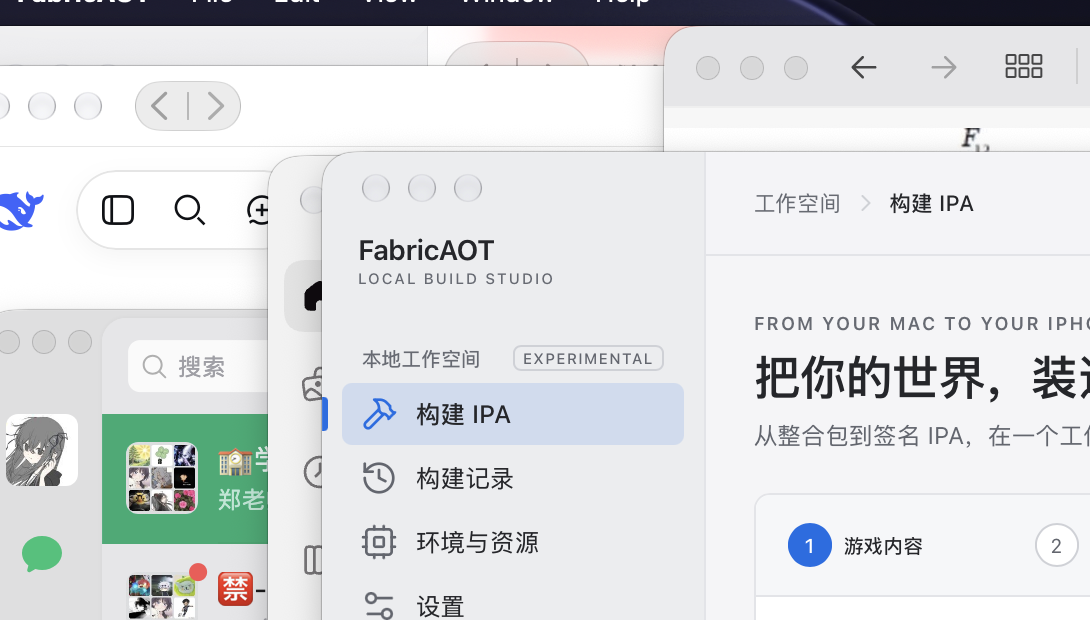 FabricAOT File Edit View Window Help
F12
工作空间 > 构建 IPA
FabricAOT
LOCAL BUILD STUDIO
FROM YOUR MAC TO YOUR IPHO
本地工作空间 EXPERIMENTAL
把你的世界，装
从整合包到签名 IPA，在一个工
构建 IPA
构建记录
环境与资源
设置
1 游戏内容
2
搜索
🏫学
郑老
禁-